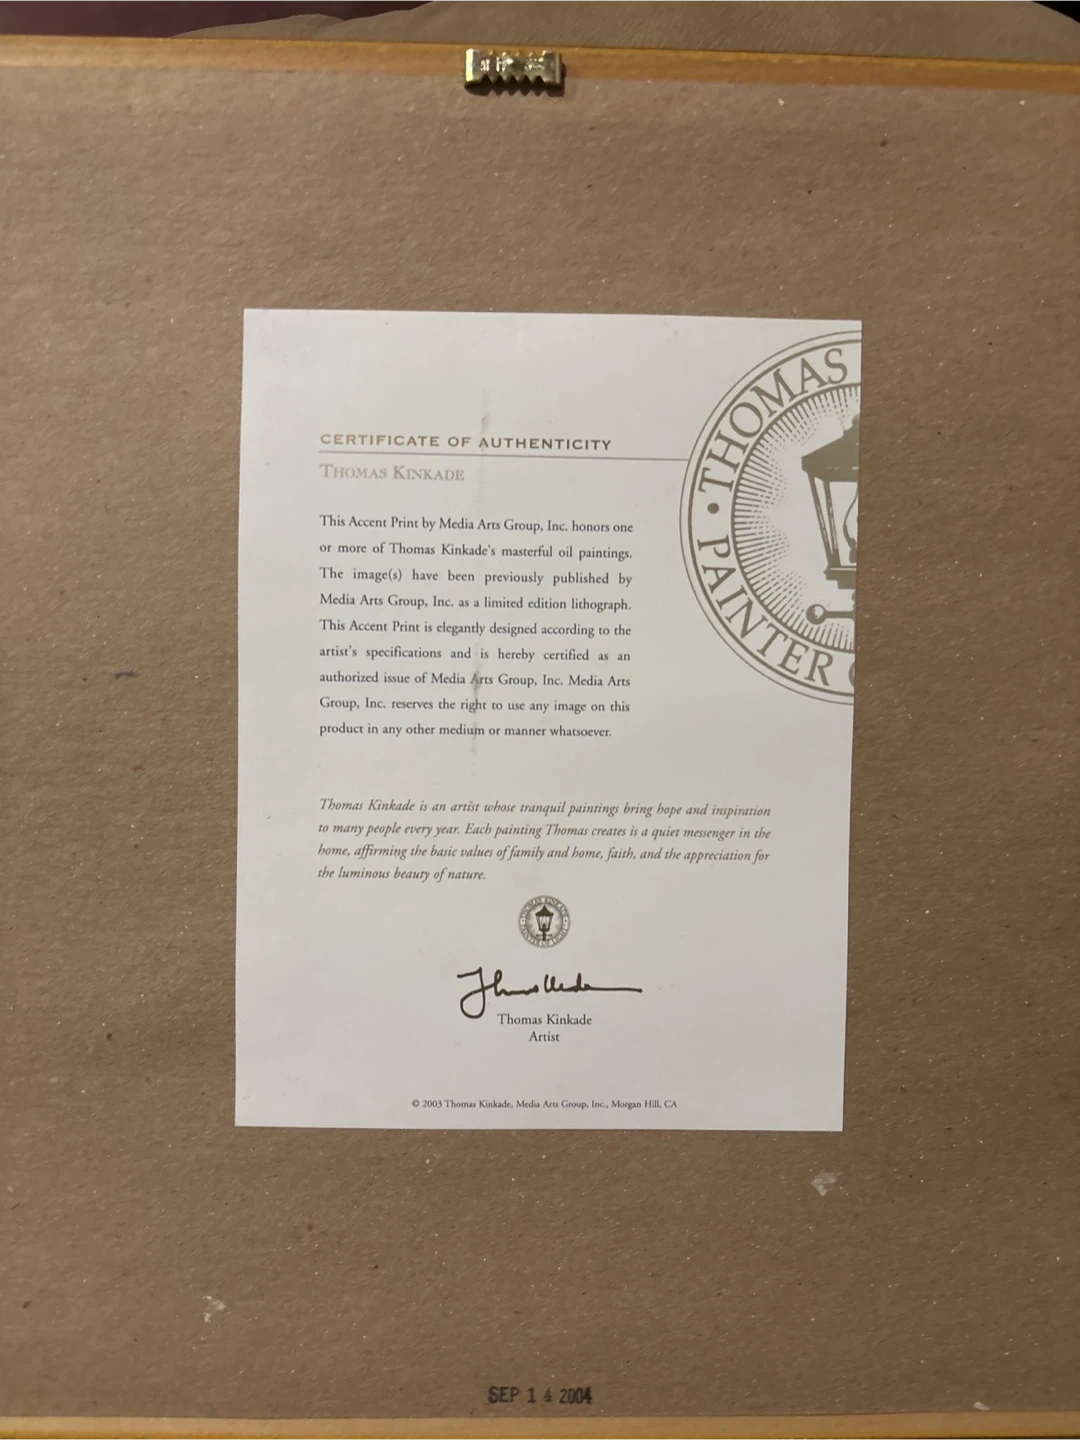 CERTIFICATE OF AUTHENTICITY
THOMAS KINKADE
THOMAS
• PAINTER
This Accent Print by Media Arts Group, Inc. honors one
or more of Thomas Kinkade's masterful oil paintings.
The image(s) have been previously published by
Media Arts Group, Inc. as a limited edition lithograph.
This Accent Print is elegantly designed according to the
artist's specifications and is hereby certified as an
authorized issue of Media Arts Group, Inc. Media Arts
Group, Inc. reserves the right to use any image on this
product in any other medium or manner whatsoever.
Thomas Kinkade is an artist whose tranquil paintings bring hope and inspiration
to many people every year. Each painting Thomas creates is a quiet messenger in the
home, affirming the basic values of family and home, faith, and the appreciation for
the luminous beauty of nature.
THOMAS KINKADE
PAINTER OF LIGHT
Thomas Kinkade
Artist
© 2003 Thomas Kinkade, Media Arts Group, Inc., Morgan Hill, CA
SEP 14 2004